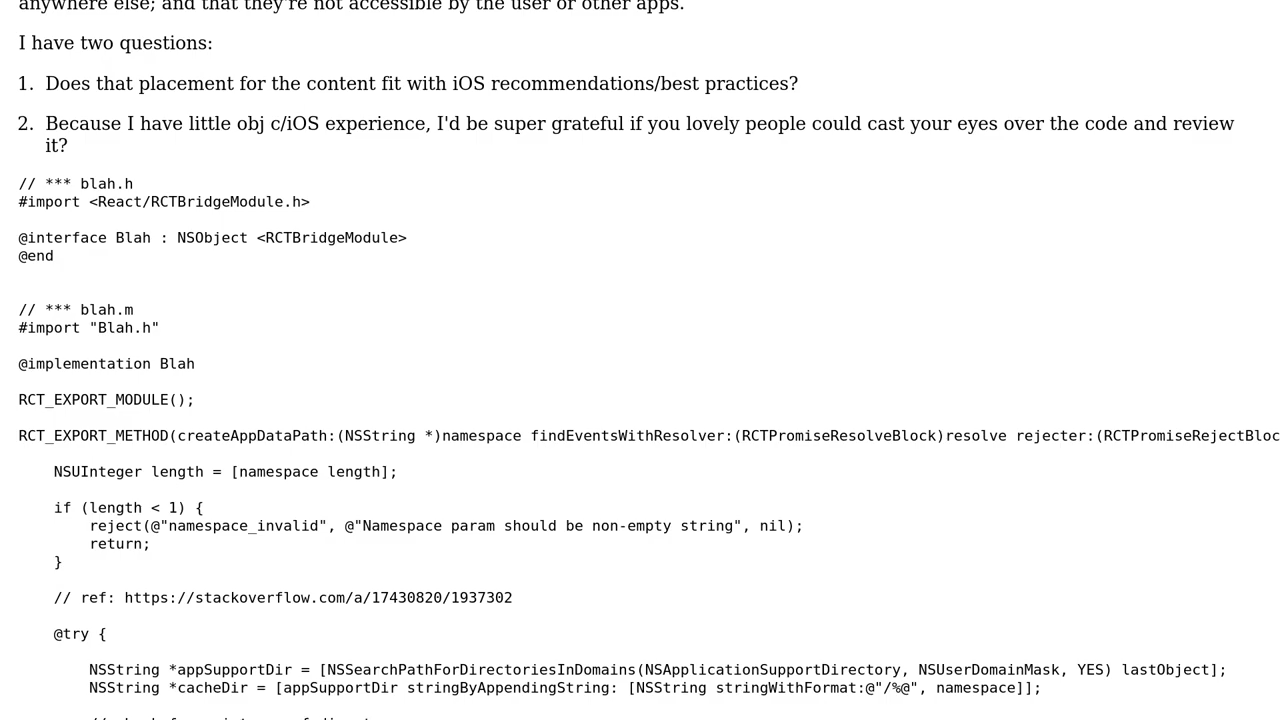 anywhere else; and that they're not accessible by the user or other apps.
I have two questions:
1. Does that placement for the content fit with iOS recommendations/best practices?
2. Because I have little obj c/iOS experience, I'd be super grateful if you lovely people could cast your eyes over the code and review
it?
// *** blah.h
#import <React/RCTBridgeModule.h>
@interface Blah : NSObject <RCTBridgeModule>
@end
// *** blah.m
#import "Blah.h"
@implementation Blah
RCT_EXPORT_MODULE();
RCT_EXPORT_METHOD(createAppDataPath:(NSString *)namespace findEventsWithResolver:(RCTPromiseResolveBlock)resolve rejecter:(RCTPromiseRejectBloc
NSUInteger length = [namespace length];
if (length < 1) {
reject(@"namespace_invalid", @"Namespace param should be non-empty string", nil);
return;
}
// ref: https://stackoverflow.com/a/17430820/1937302
@try {
NSString *appSupportDir = [NSSearchPathForDirectoriesInDomains(NSApplicationSupportDirectory, NSUserDomainMask, YES) lastObject];
NSString *cacheDir = [appSupportDir stringByAppendingString: [NSString stringWithFormat:@"/%@", namespace]];